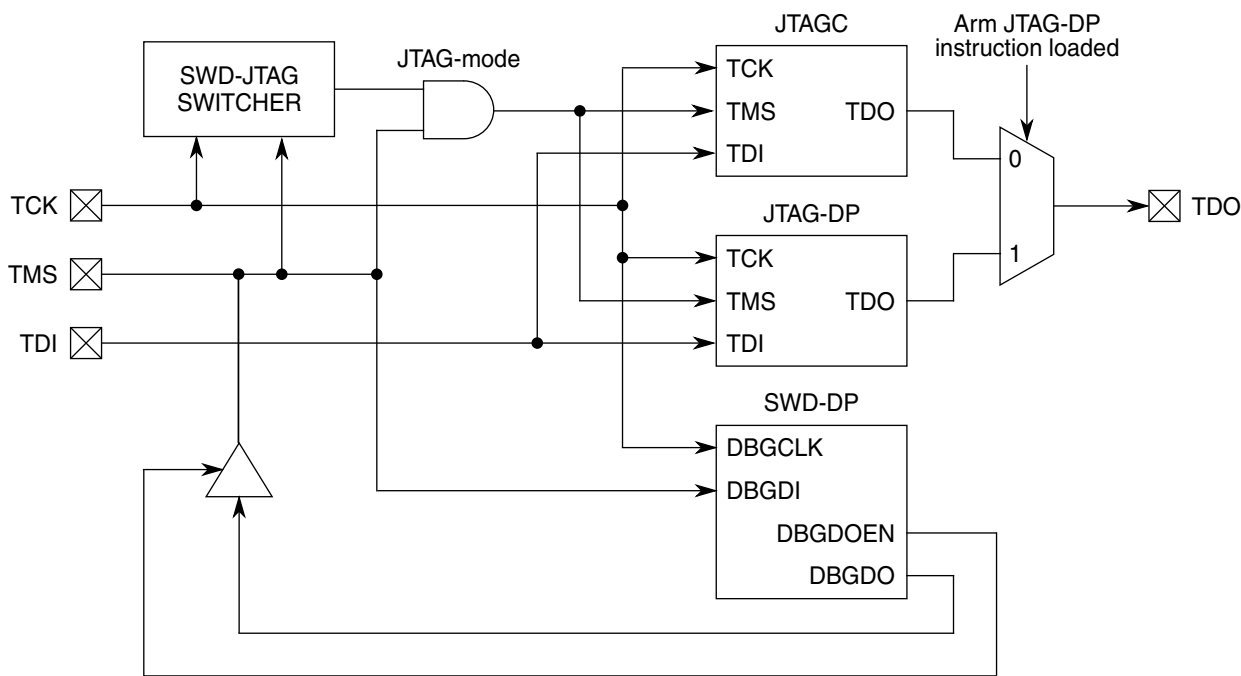 JTAGC
Arm JTAG-DP
instruction loaded
JTAG-mode
SWD-JTAG
SWITCHER
TCK
TMS
TDO
TDI
0
TCK
TDO
JTAG-DP
TMS
TCK
1
TMS
TDO
TDI
TDI
SWD-DP
DBGCLK
DBGDI
DBGDOEN
DBGDO